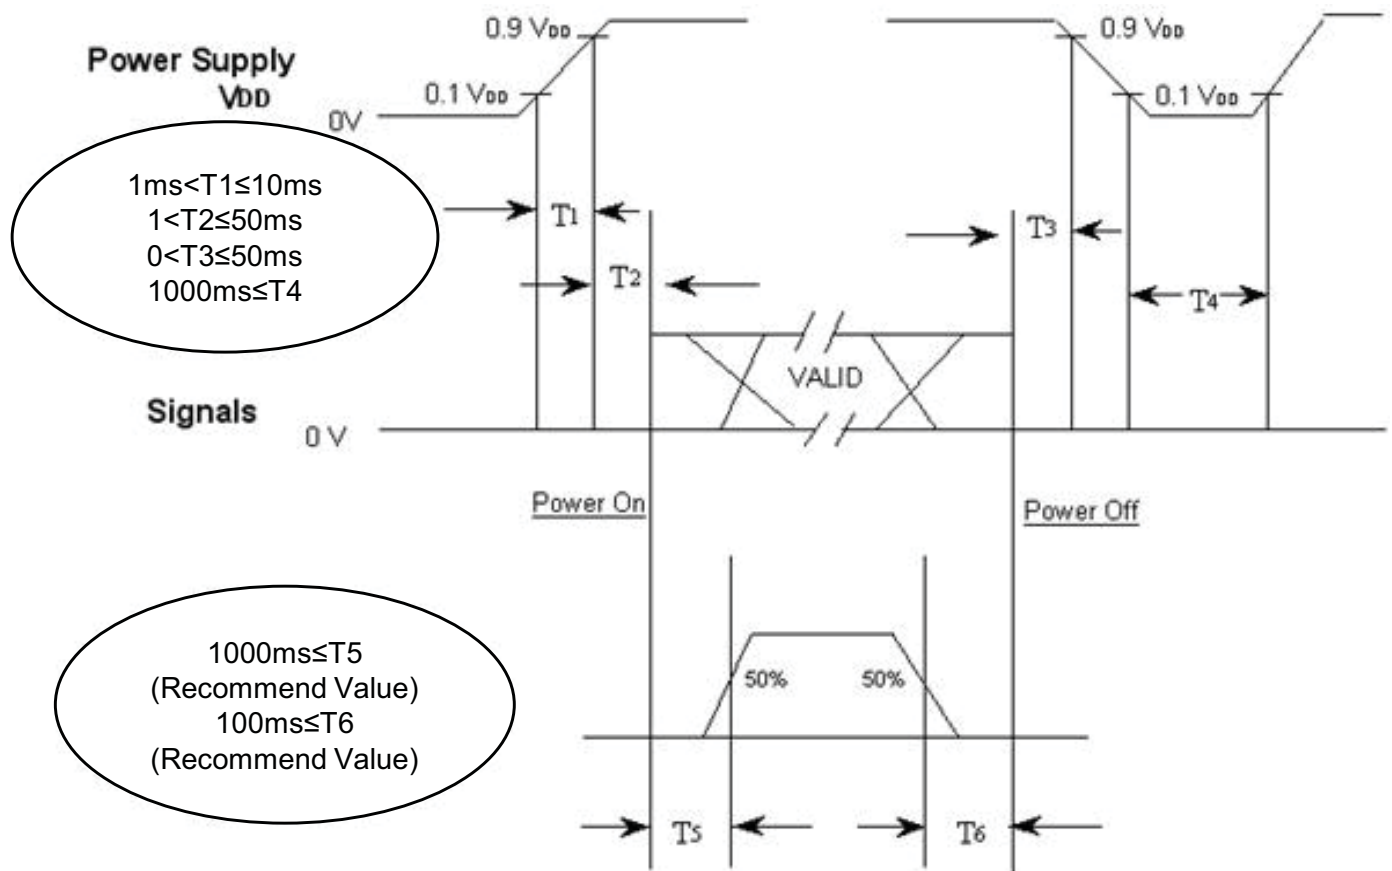 0.9 VDD
0.9 VDD
Power Supply
VDD
0.1 VDD
0.1 VDD
0V
1ms<T1≤10ms
1<T2≤50ms
0<T3≤50ms
1000ms≤T4
T1
T3
T2
T4
VALID
Signals
0 V
Power On
Power Off
1000ms≤T5
(Recommend Value)
100ms≤T6
(Recommend Value)
50%
50%
T5
T6